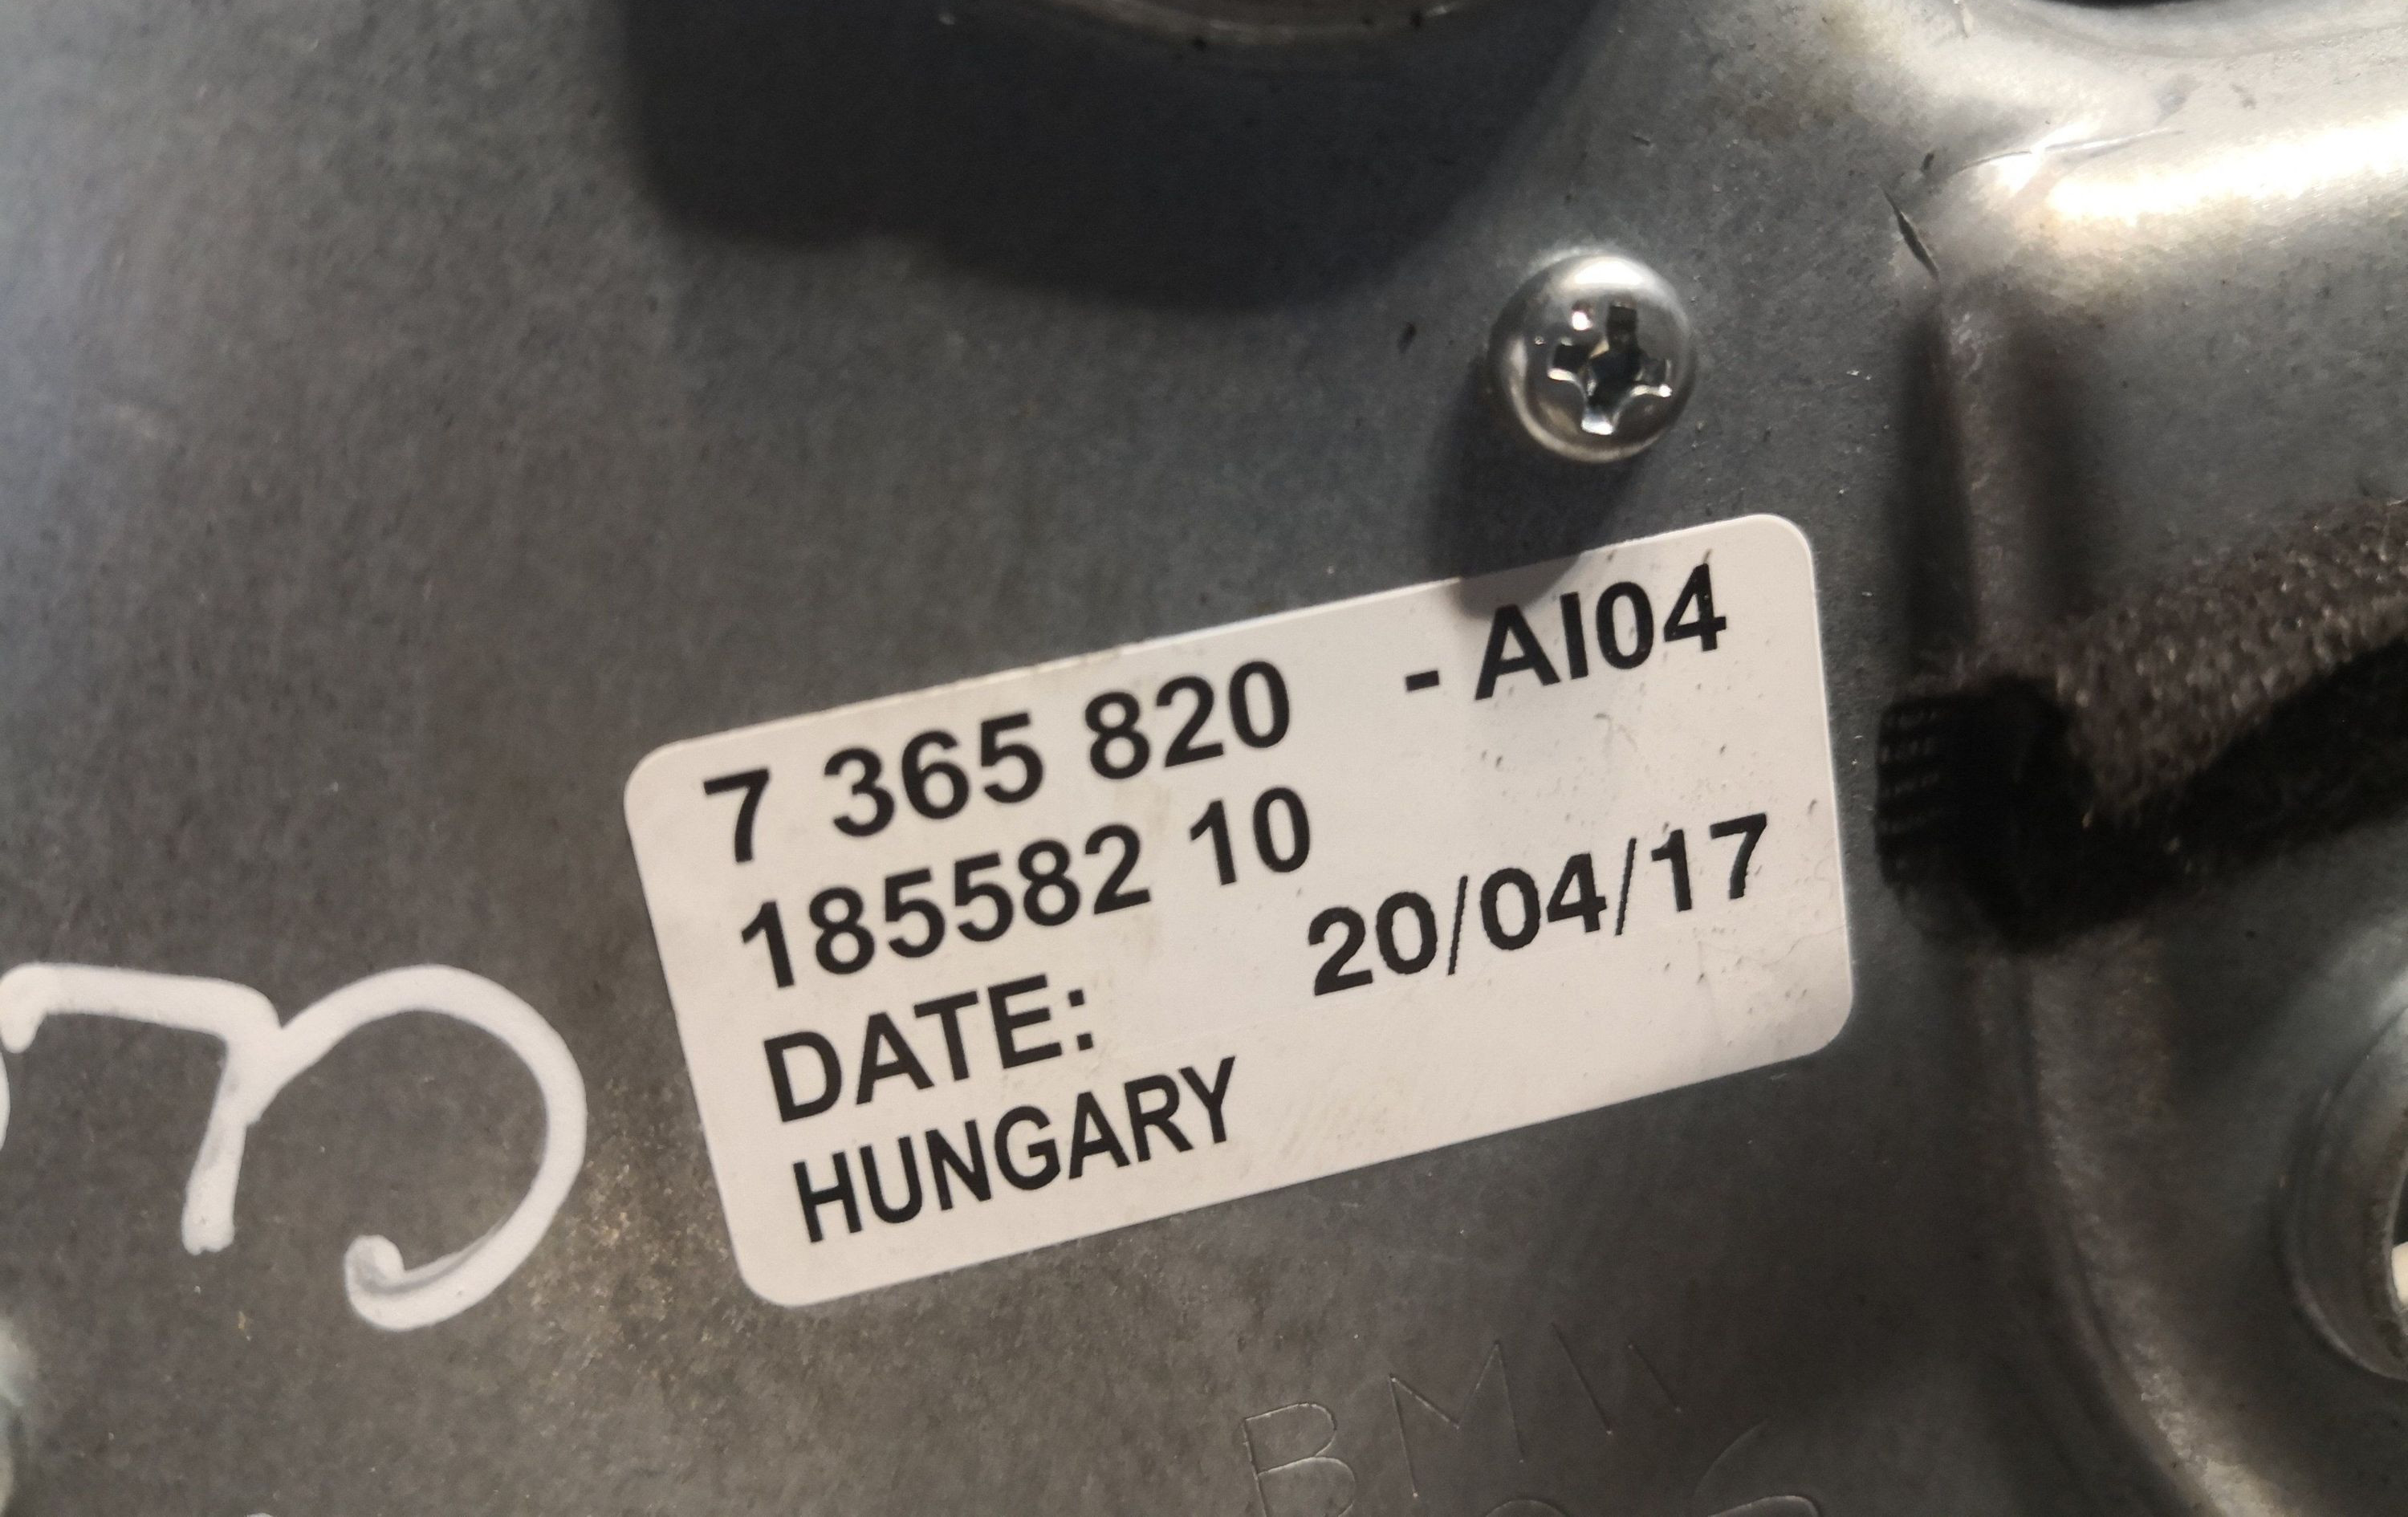 7 365 820 - AI04
185582 10
DATE: 20/04/17
HUNGARY